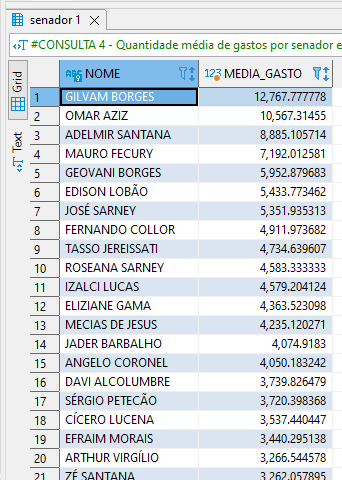 senador 1
#CONSULTA 4 - Quantidade média de gastos por senador e
Grid
Text
ABC NOME 123 MEDIA_GASTO
1 GILVAM BORGES 12,767.777778
2 OMAR AZIZ 10,567.31455
3 ADELMIR SANTANA 8,885.105714
4 MAURO FECURY 7,192.012581
5 GEOVANI BORGES 5,952.879683
6 EDISON LOBÃO 5,433.773462
7 JOSÉ SARNEY 5,351.935313
8 FERNANDO COLLOR 4,911.973682
9 TASSO JEREISSATI 4,734.639607
10 ROSEANA SARNEY 4,583.333333
11 IZALCI LUCAS 4,579.204124
12 ELIZIANE GAMA 4,363.523098
13 MECIAS DE JESUS 4,235.120271
14 JADER BARBALHO 4,074.9183
15 ANGELO CORONEL 4,050.183242
16 DAVI ALCOLUMBRE 3,739.826479
17 SÉRGIO PETECÃO 3,720.398368
18 CÍCERO LUCENA 3,537.440447
19 EFRAIM MORAIS 3,440.295138
20 ARTHUR VIRGÍLIO 3,266.544578
21 ZÉ SANTANA 3,262.057895